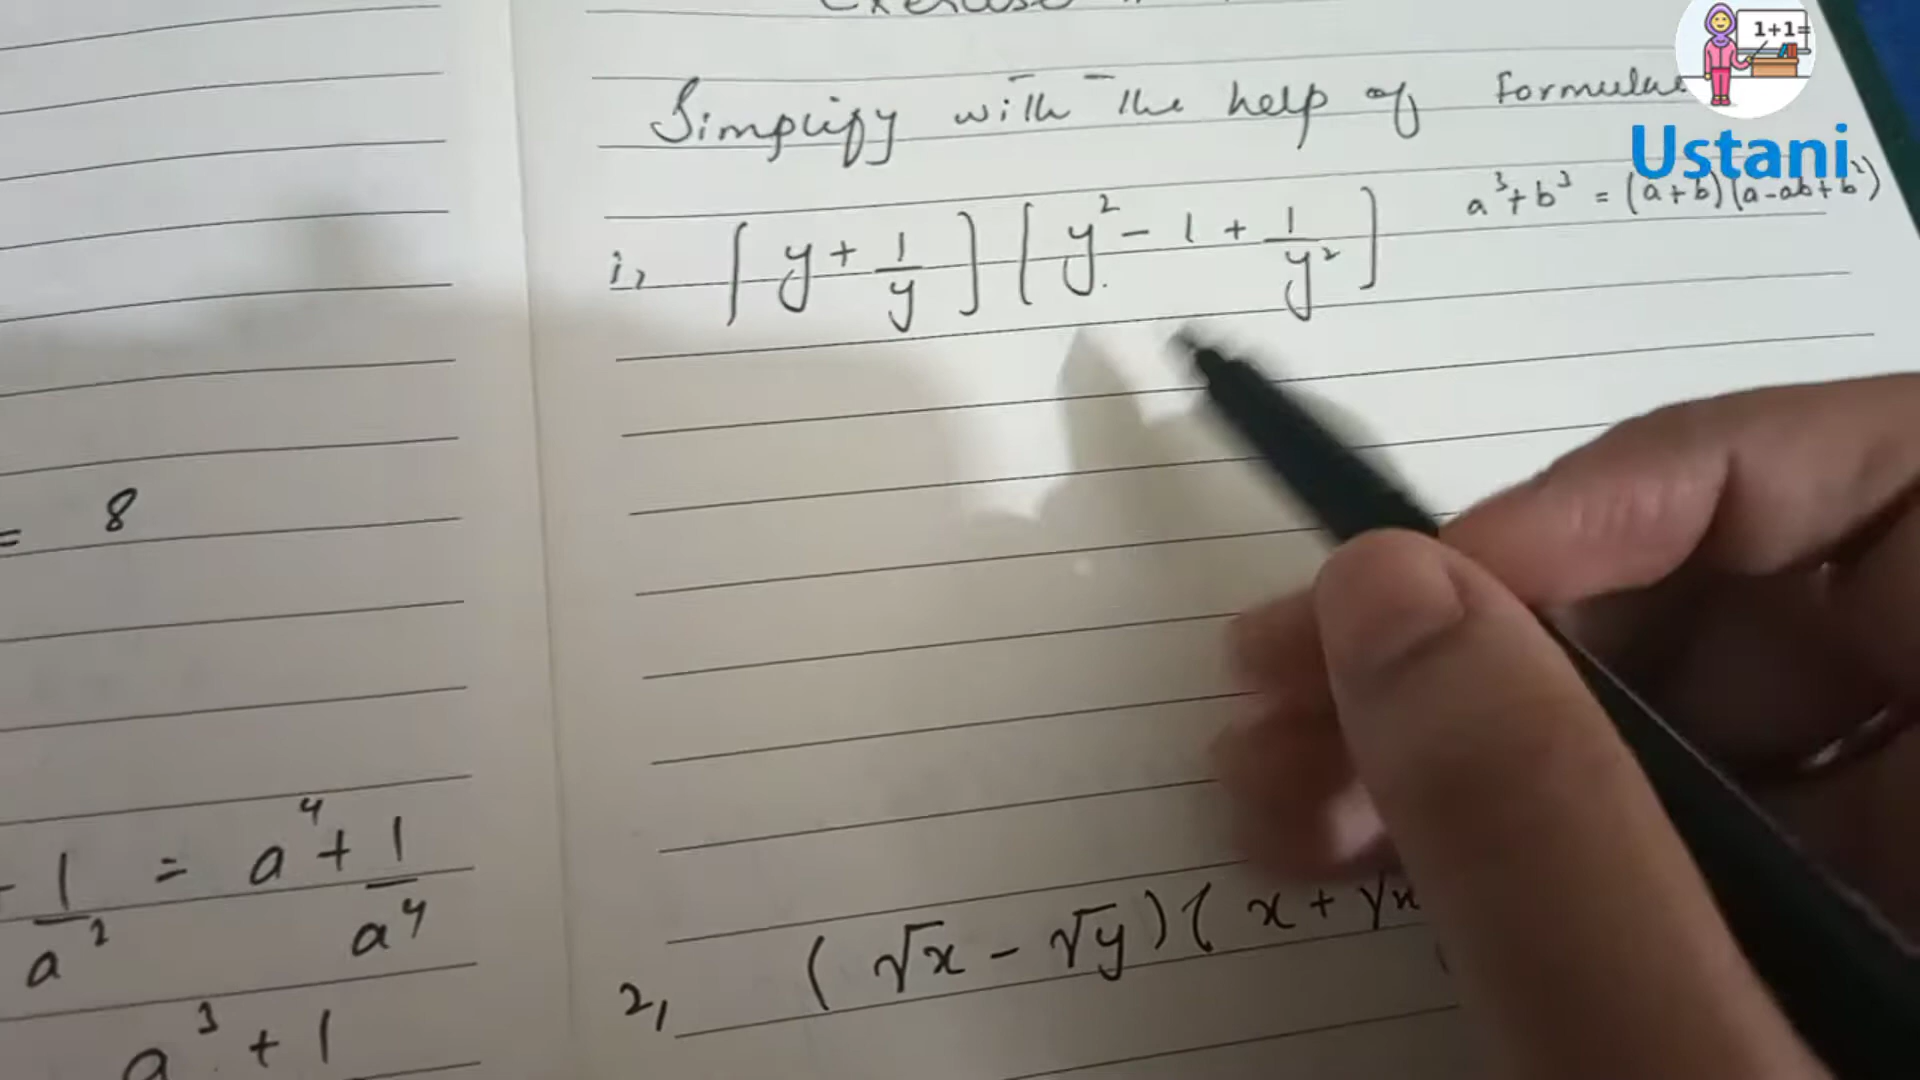 = 8
1/a² = a⁴ + 1/a⁴
a³ + 1
Simplify with the help of formulae
i, [y + 1/y] [y² - 1 + 1/y²]
a³ + b³ = (a + b)(a - ab + b²)
2, (√x - √y)(x + √x
1+1=
Ustani